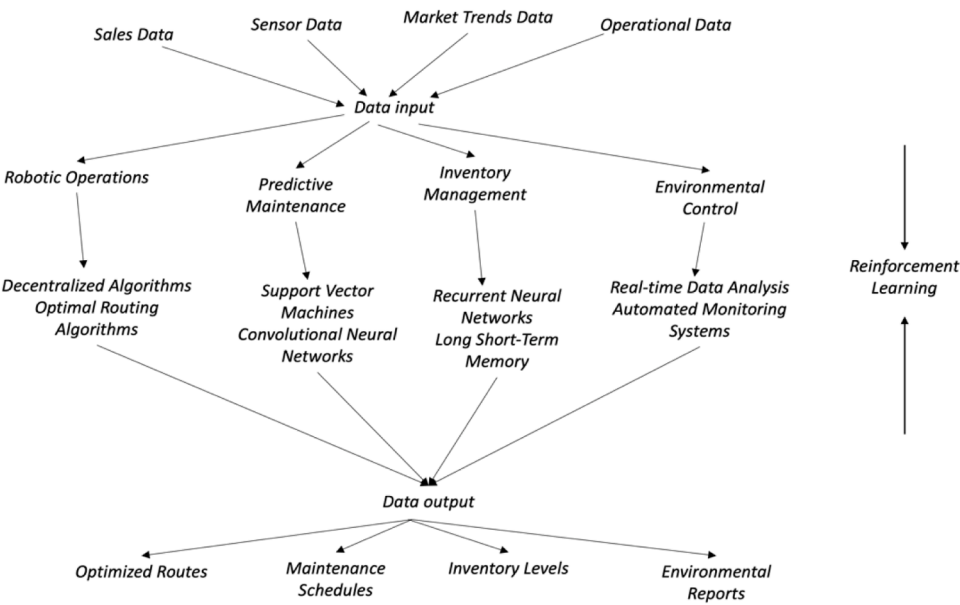 Sales Data
Sensor Data
Market Trends Data
Operational Data
Data input
Robotic Operations
Predictive
Maintenance
Inventory
Management
Environmental
Control
Decentralized Algorithms
Optimal Routing
Algorithms
Support Vector
Machines
Convolutional Neural
Networks
Recurrent Neural
Networks
Long Short-Term
Memory
Real-time Data Analysis
Automated Monitoring
Systems
Reinforcement
Learning
Data output
Optimized Routes
Maintenance
Schedules
Inventory Levels
Environmental
Reports